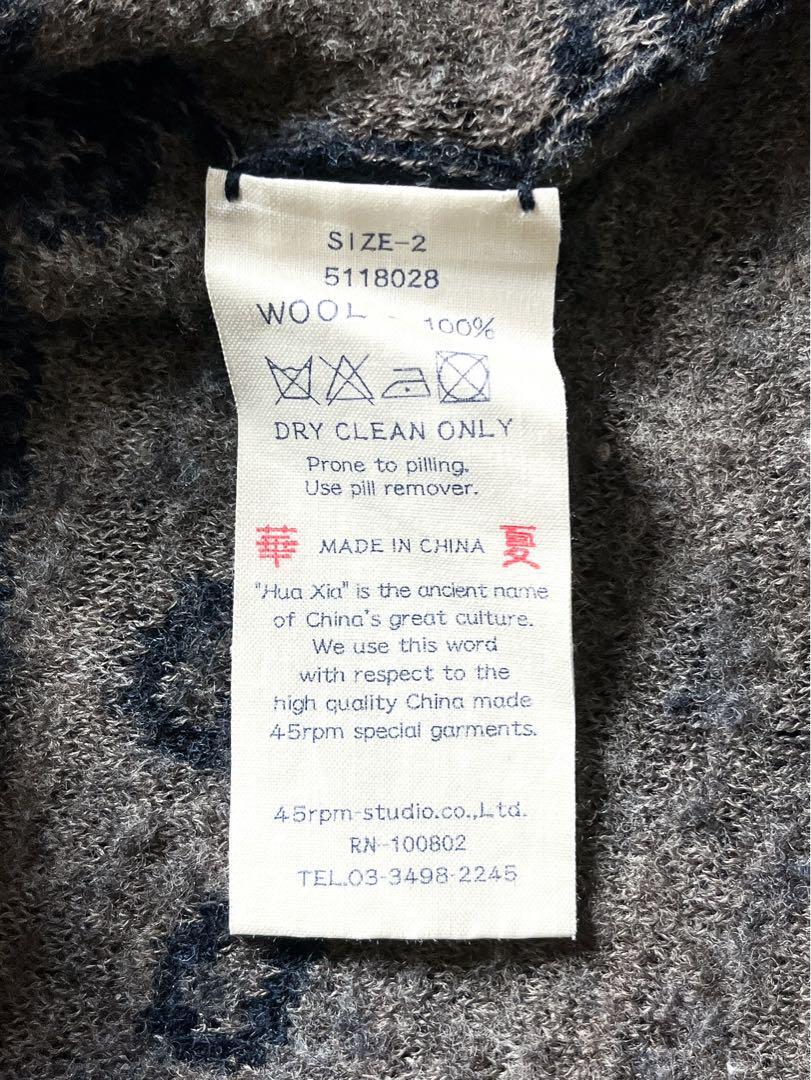 SIZE-2
5118028
WOOL - 100%
DRY CLEAN ONLY
Prone to pilling.
Use pill remover.
華 MADE IN CHINA 夏
"Hua Xia" is the ancient name
of China's great culture.
We use this word
with respect to the
high quality China made
45rpm special garments.
45rpm-studio.co.,Ltd.
RN-100802
TEL.03-3498-2245